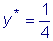 y* = 1/4